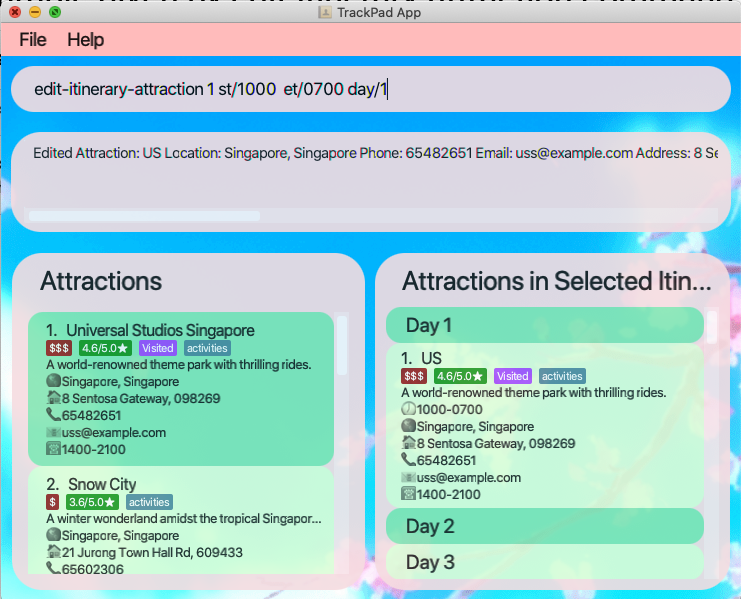 TrackPad App
File Help
edit-itinerary-attraction 1 st/1000  et/0700 day/1
Edited Attraction: US Location: Singapore, Singapore Phone: 65482651 Email: uss@example.com Address: 8 Se
Attractions
1. Universal Studios Singapore
$$$ 4.6/5.0★ Visited activities
A world-renowned theme park with thrilling rides.
Singapore, Singapore
8 Sentosa Gateway, 098269
65482651
uss@example.com
1400-2100
2. Snow City
$ 3.6/5.0★ activities
A winter wonderland amidst the tropical Singapor...
Singapore, Singapore
21 Jurong Town Hall Rd, 609433
65602306
Attractions in Selected Itin...
Day 1
1. US
$$$ 4.6/5.0★ Visited activities
A world-renowned theme park with thrilling rides.
1000-0700
Singapore, Singapore
8 Sentosa Gateway, 098269
65482651
uss@example.com
1400-2100
Day 2
Day 3